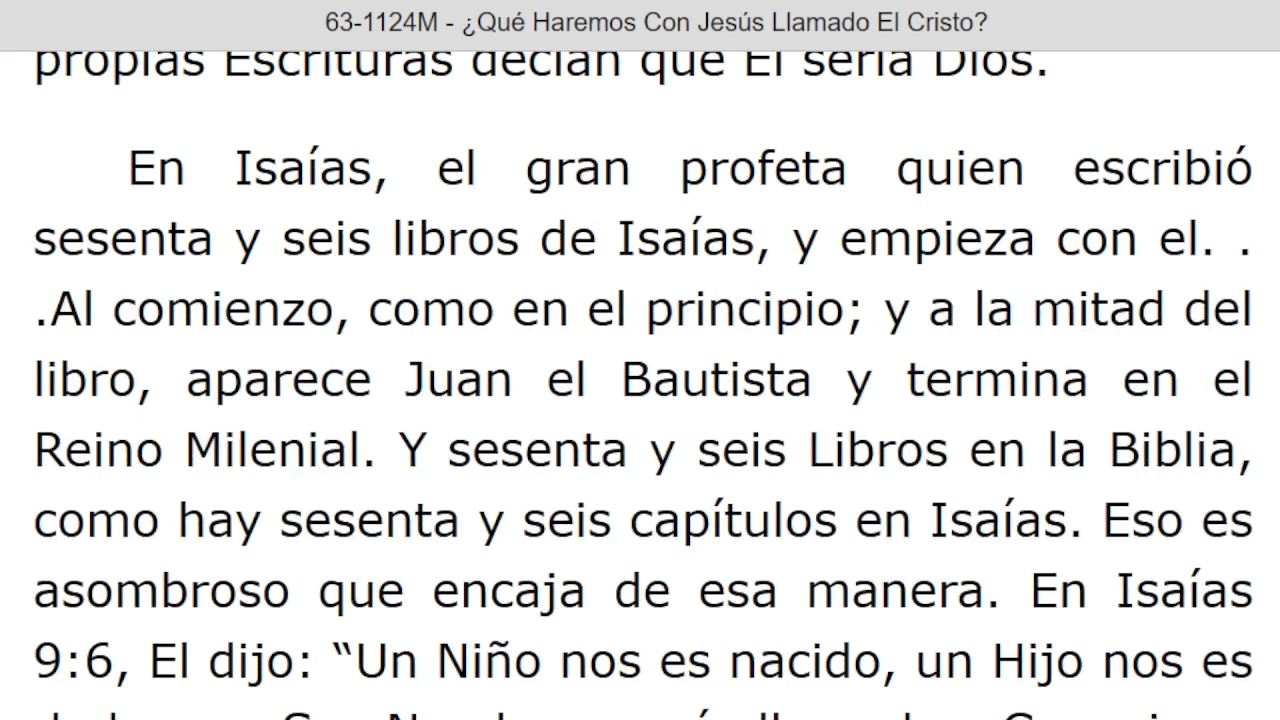 63-1124M - ¿Qué Haremos Con Jesús Llamado El Cristo?
propias Escrituras decían que El sería Dios.
En Isaías, el gran profeta quien escribió
sesenta y seis libros de Isaías, y empieza con el. .
.Al comienzo, como en el principio; y a la mitad del
libro, aparece Juan el Bautista y termina en el
Reino Milenial. Y sesenta y seis Libros en la Biblia,
como hay sesenta y seis capítulos en Isaías. Eso es
asombroso que encaja de esa manera. En Isaías
9:6, El dijo: “Un Niño nos es nacido, un Hijo nos es